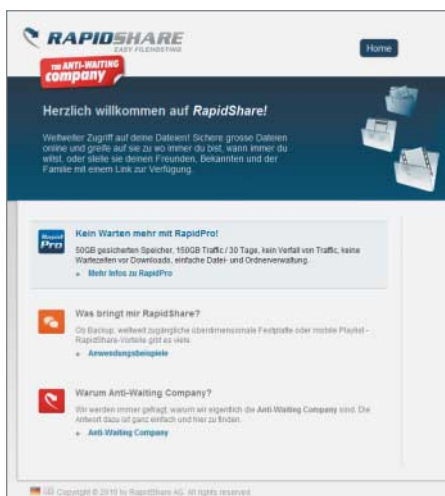 RAPIDSHARE
EASY FILEHOSTING
Home
THE ANTI-WAITING
company
Herzlich willkommen auf RapidShare!
Weltweiter Zugriff auf deine Dateien! Sichere grosse Dateien
online und greife auf sie zu wo immer du bist, wann immer du
willst, oder stelle sie deinen Freunden, Bekannten und der
Familie mit einem Link zur Verfügung.
Rapid
Pro
Kein Warten mehr mit RapidPro!
50GB gesicherten Speicher, 150GB Traffic / 30 Tage, kein Verfall von Traffic, keine
Wartezeiten vor Downloads, einfache Datei- und Ordnerverwaltung.
Mehr Infos zu RapidPro
Was bringt mir RapidShare?
Ob Backup, weltweit zugängliche überdimensionale Festplatte oder mobile Playlist -
RapidShare-Vorteile gibt es viele.
Anwendungsbeispiele
Warum Anti-Waiting Company?
Wir werden immer gefragt, warum wir eigentlich die Anti-Waiting Company sind. Die
Antwort dazu ist ganz einfach und hier zu finden.
Anti-Waiting Company
Copyright © 2010 by RapidShare AG. All rights reserved